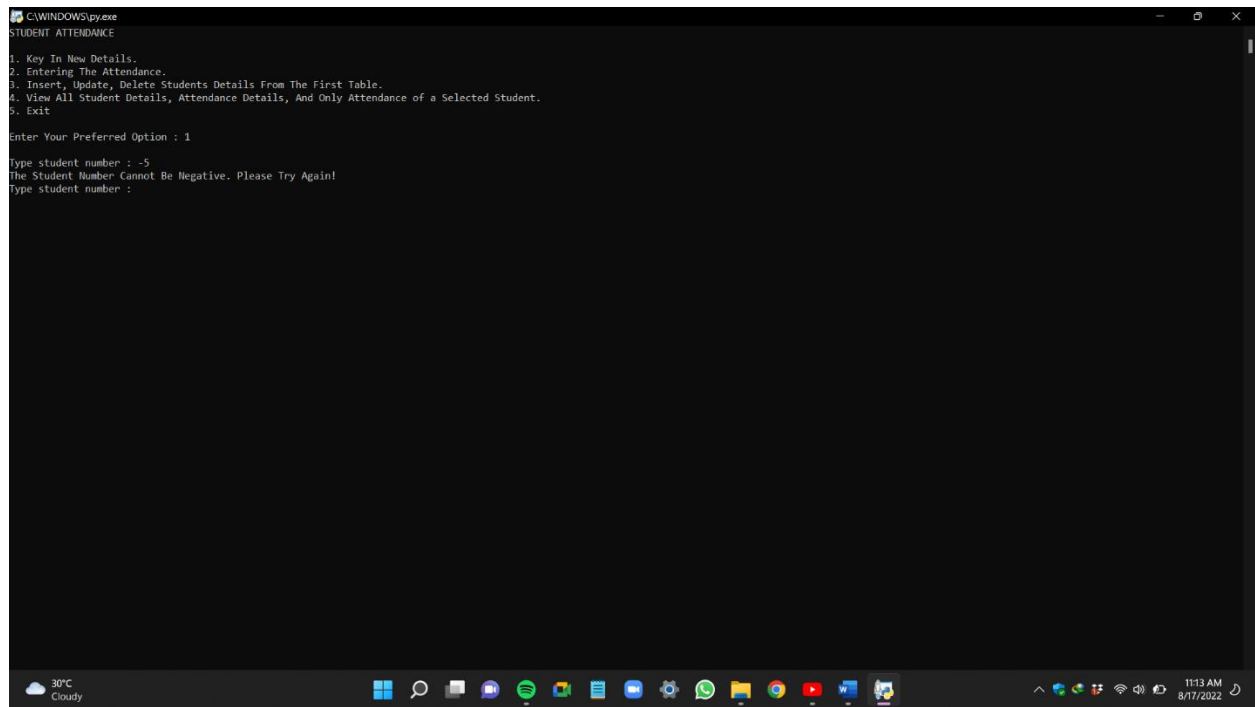 C:\WINDOWS\py.exe
STUDENT ATTENDANCE
1. Key In New Details.
2. Entering The Attendance.
3. Insert, Update, Delete Students Details From The First Table.
4. View All Student Details, Attendance Details, And Only Attendance of a Selected Student.
5. Exit
Enter Your Preferred Option : 1
Type student number : -5
The Student Number Cannot Be Negative. Please Try Again!
Type student number :
30°C
Cloudy
11:13 AM
8/17/2022